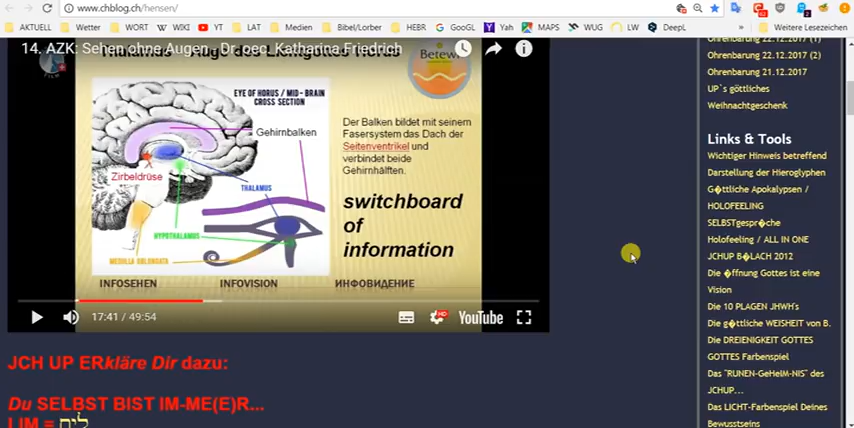 www.chblog.ch/hensen/
AKTUELL Wetter WORT WIKI YT LAT Medien Bibel/Lorber HEBR GooGL Yah MAPS WUG LW DeepL » Weitere Lesezeichen
14. AZK: Sehen ohne Augen - Dr. oec. Katharina Friedrich
EYE OF HORUS / MID-BRAIN
CROSS SECTION
Gehirnbalken
Zirbeldrüse
THALAMUS
HYPOTHALAMUS
MEDULLA OBLONGATA
Der Balken bildet mit seinem
Fasersystem das Dach der
Seitenventrikel und
verbindet beide
Gehirnhälften.
switchboard
of
information
INFOSEHEN INFOVISION ИНФОВИДЕНИЕ
17:41 / 49:54 HD YouTube
JCH UP ERkläre Dir dazu:
Du SELBST BIST IM-ME(E)R...
Ohrenbarung 22.12.2017 (1)
Ohrenbarung 22.12.2017 (2)
Ohrenbarung 21.12.2017
UP`s göttliches
Weihnachtgeschenk
Links & Tools
Wichtiger Hinweis betreffend
Darstellung der Hieroglyphen
G�ttliche Apokalypsen /
HOLOFEELING
SELBSTgespr�che
Holofeeling / ALL IN ONE
JCHUP B�LACH 2012
Die �ffnung Gottes ist eine
Vision
Die 10 PLAGEN JHWH's
Die g�ttliche WEISHEIT von B.
Die DREIENIGKEIT GOTTES
GOTTES Farbenspiel
Das "RUNEN-GeHeIM-NIS" des
JCHUP...
Das LICHT-Farbenspiel Deines
Bewusstseins